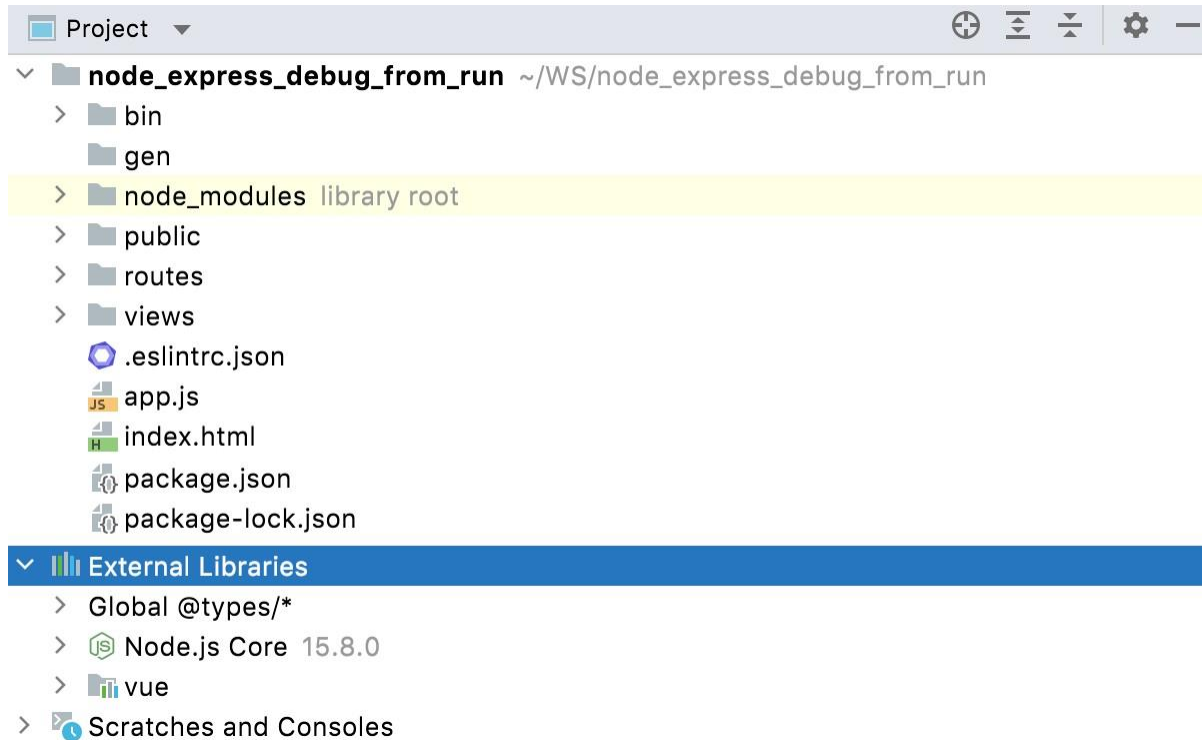 Project
node_express_debug_from_run ~/WS/node_express_debug_from_run
bin
gen
node_modules library root
public
routes
views
.eslintrc.json
JS app.js
H index.html
{} package.json
{} package-lock.json
External Libraries
Global @types/*
JS Node.js Core 15.8.0
vue
Scratches and Consoles